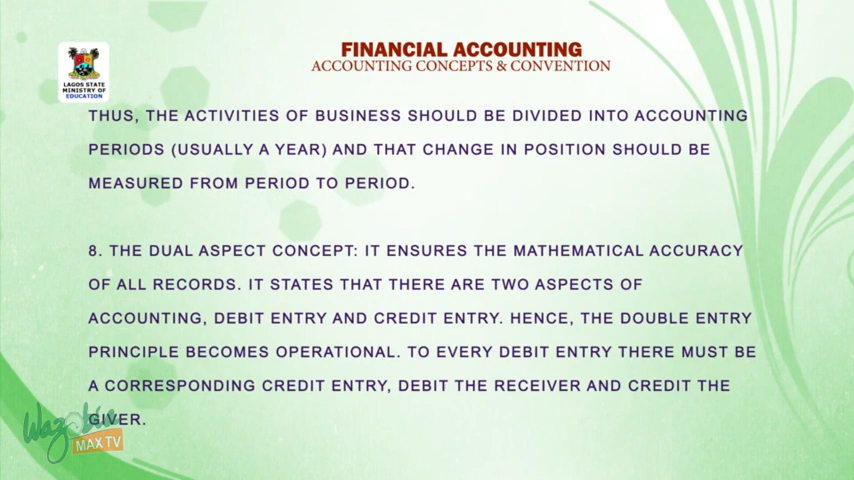 FINANCIAL ACCOUNTING
ACCOUNTING CONCEPTS & CONVENTION
LAGOS STATE
MINISTRY OF
EDUCATION
THUS, THE ACTIVITIES OF BUSINESS SHOULD BE DIVIDED INTO ACCOUNTING
PERIODS (USUALLY A YEAR) AND THAT CHANGE IN POSITION SHOULD BE
MEASURED FROM PERIOD TO PERIOD.
8. THE DUAL ASPECT CONCEPT: IT ENSURES THE MATHEMATICAL ACCURACY
OF ALL RECORDS. IT STATES THAT THERE ARE TWO ASPECTS OF
ACCOUNTING, DEBIT ENTRY AND CREDIT ENTRY. HENCE, THE DOUBLE ENTRY
PRINCIPLE BECOMES OPERATIONAL. TO EVERY DEBIT ENTRY THERE MUST BE
A CORRESPONDING CREDIT ENTRY, DEBIT THE RECEIVER AND CREDIT THE
GIVER.
Wazobia
MAX TV